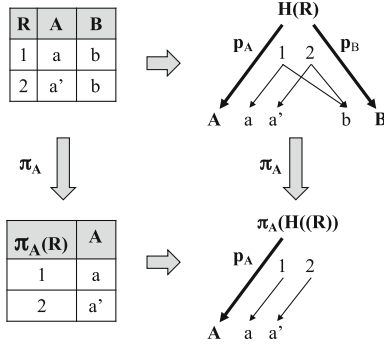 R A B
1 a b
2 a' b
H(R)
p_A 1 2 p_B
A a a' b B
π_A
π_A
π_A(R) A
1 a
2 a'
π_A(H((R))
p_A 1 2
A a a'